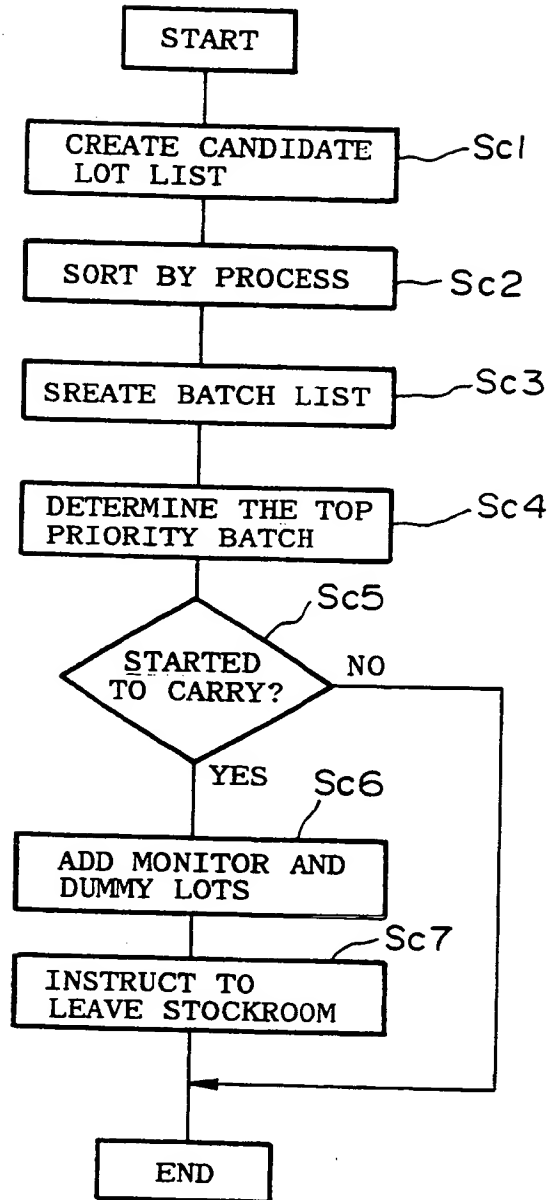 START
CREATE CANDIDATE
LOT LIST
Sc1
SORT BY PROCESS
Sc2
SREATE BATCH LIST
Sc3
DETERMINE THE TOP
PRIORITY BATCH
Sc4
Sc5
STARTED
TO CARRY?
NO
YES
Sc6
ADD MONITOR AND
DUMMY LOTS
Sc7
INSTRUCT TO
LEAVE STOCKROOM
END